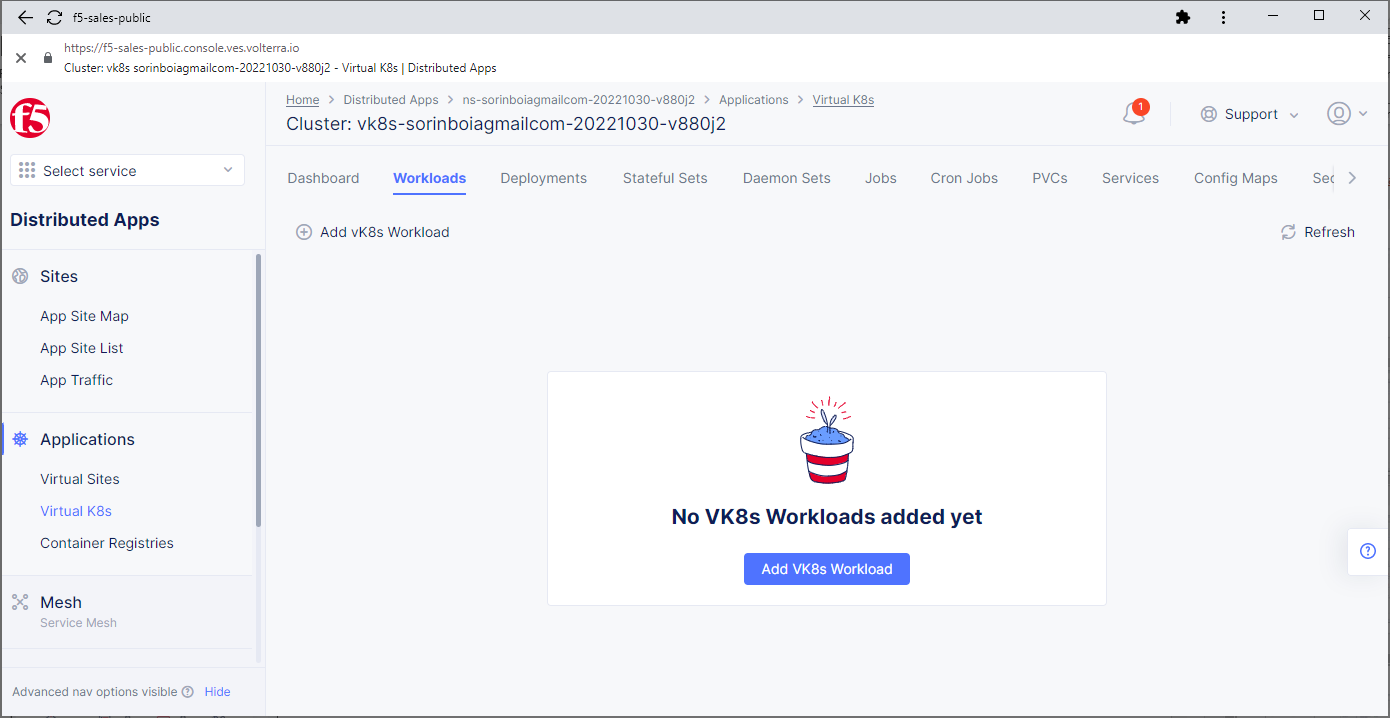 f5-sales-public
https://f5-sales-public.console.ves.volterra.io
Cluster: vk8s sorinboiagmailcom-20221030-v880j2 - Virtual K8s | Distributed Apps
f5
Select service
Distributed Apps
Sites
App Site Map
App Site List
App Traffic
Applications
Virtual Sites
Virtual K8s
Container Registries
Mesh
Service Mesh
Advanced nav options visible ? Hide
Home > Distributed Apps > ns-sorinboiagmailcom-20221030-v880j2 > Applications > Virtual K8s
Cluster: vk8s-sorinboiagmailcom-20221030-v880j2
1
Support
Dashboard Workloads Deployments Stateful Sets Daemon Sets Jobs Cron Jobs PVCs Services Config Maps Sec
Add vK8s Workload
Refresh
No VK8s Workloads added yet
Add VK8s Workload
?